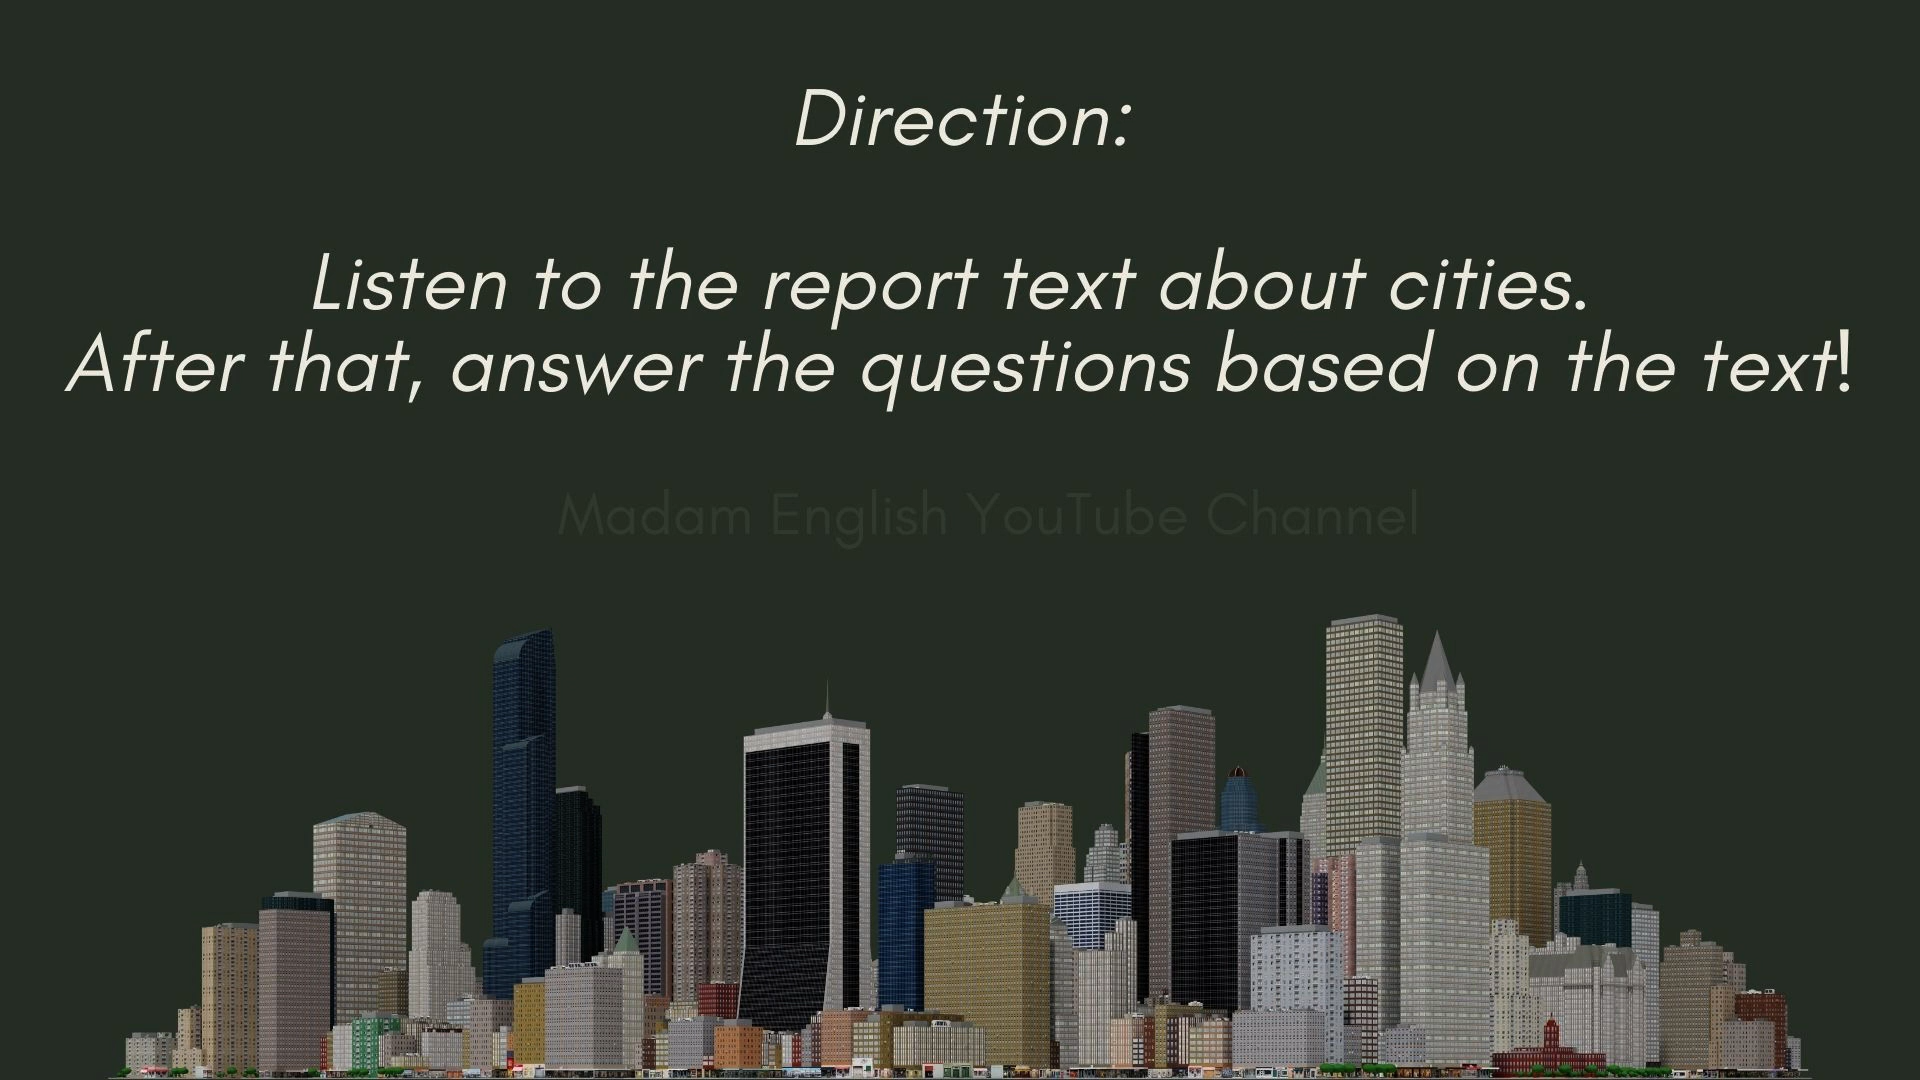 Direction:
Listen to the report text about cities.
After that, answer the questions based on the text!
Madam English YouTube Channel